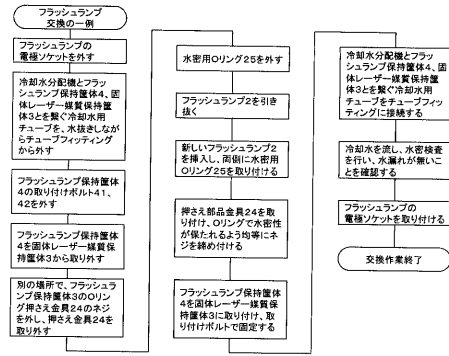 フラッシュランプ
交換の一例
フラッシュランプの
電極ソケットを外す
冷却水分配機とフラッ
シュランプ保持筐体4、固
体レーザー媒質保持筐
体3とを繋ぐ冷却水用
チューブを、水抜きしなが
らチューブフィッティング
から外す
フラッシュランプ保持筐体
4の取り付けボルト41、
42を外す
フラッシュランプ保持筐体
4を固体レーザー媒質保
持筐体3から取り外す
別の場所で、フラッシュラ
ンプ保持筐体3のOリング
押さえ金具24のネジ
を外し、押さえ金具24を
取り外す
水密用Oリング25を外す
フラッシュランプ2を引き
抜く
新しいフラッシュランプ2
を挿入し、両側に水密用
Oリング25を取り付ける
押さえ部品金具24を取
り付け、Oリングで水密性
が保たれるよう均等にネ
ジを締め付ける
フラッシュランプ保持筐体
4を固体レーザー媒質保
持筐体3に取り付け、取
り付けボルトで固定する
冷却水分配機とフラッ
シュランプ保持筐体4、固
体レーザー媒質保持筐
体3とを繋ぐ冷却水用
チューブをチューブフィッ
ティングに接続する
冷却水を流し、水密検査
を行い、水漏れが無いこ
とを確認する
フラッシュランプの
電極ソケットを取り付ける
交換作業終了